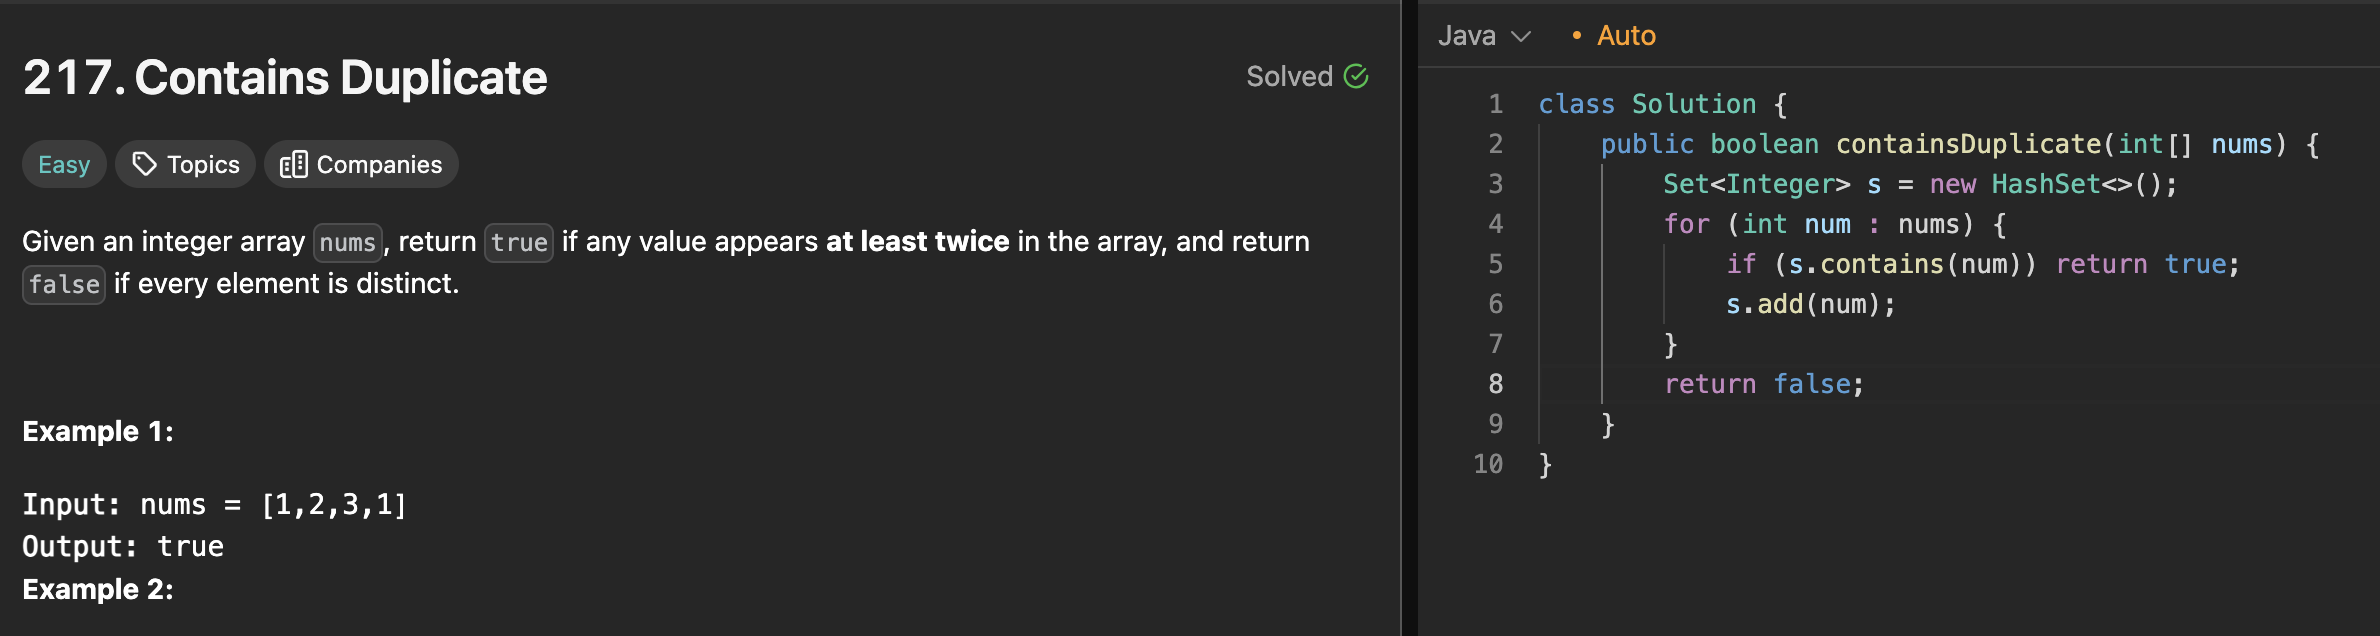 217. Contains Duplicate
Solved
Easy
Topics
Companies
Given an integer array nums, return true if any value appears at least twice in the array, and return
false if every element is distinct.
Example 1:
Input: nums = [1,2,3,1]
Output: true
Example 2:
Java
• Auto
1 class Solution {
2     public boolean containsDuplicate(int[] nums) {
3         Set<Integer> s = new HashSet<>();
4         for (int num : nums) {
5             if (s.contains(num)) return true;
6             s.add(num);
7         }
8         return false;
9     }
10 }